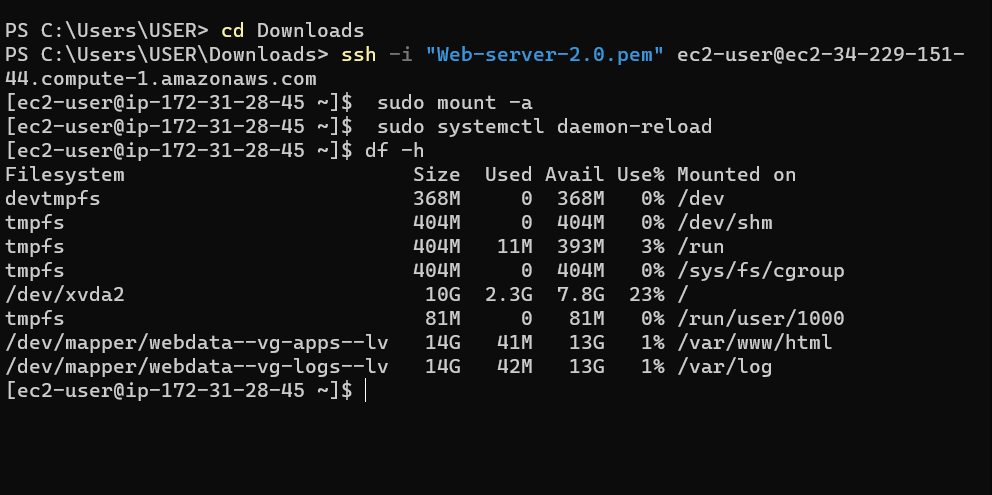 PS C:\Users\USER> cd Downloads
PS C:\Users\USER\Downloads> ssh -i "Web-server-2.0.pem" ec2-user@ec2-34-229-151-
44.compute-1.amazonaws.com
[ec2-user@ip-172-31-28-45 ~]$  sudo mount -a
[ec2-user@ip-172-31-28-45 ~]$  sudo systemctl daemon-reload
[ec2-user@ip-172-31-28-45 ~]$ df -h
Filesystem                        Size  Used Avail Use% Mounted on
devtmpfs                          368M     0  368M   0% /dev
tmpfs                             404M     0  404M   0% /dev/shm
tmpfs                             404M   11M  393M   3% /run
tmpfs                             404M     0  404M   0% /sys/fs/cgroup
/dev/xvda2                         10G  2.3G  7.8G  23% /
tmpfs                              81M     0   81M   0% /run/user/1000
/dev/mapper/webdata--vg-apps--lv   14G   41M   13G   1% /var/www/html
/dev/mapper/webdata--vg-logs--lv   14G   42M   13G   1% /var/log
[ec2-user@ip-172-31-28-45 ~]$